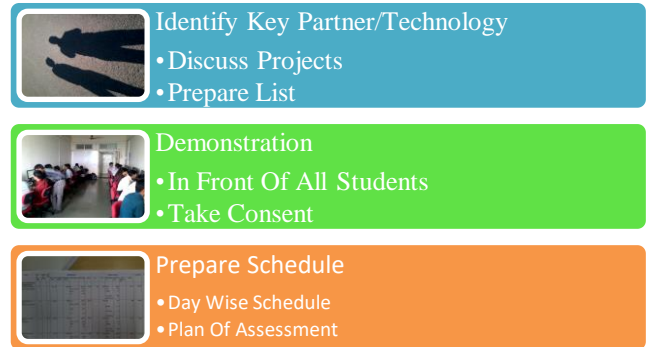 Identify Key Partner/Technology
• Discuss Projects
• Prepare List
Demonstration
• In Front Of All Students
• Take Consent
Prepare Schedule
• Day Wise Schedule
• Plan Of Assessment